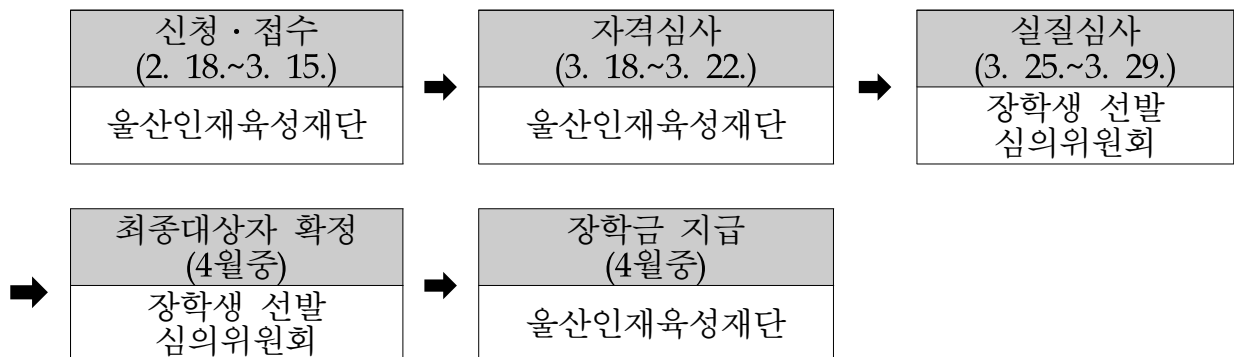 신청·접수
(2. 18.~3. 15.)
울산인재육성재단
자격심사
(3. 18.~3. 22.)
울산인재육성재단
실질심사
(3. 25.~3. 29.)
장학생 선발
심의위원회
최종대상자 확정
(4월중)
장학생 선발
심의위원회
장학금 지급
(4월중)
울산인재육성재단